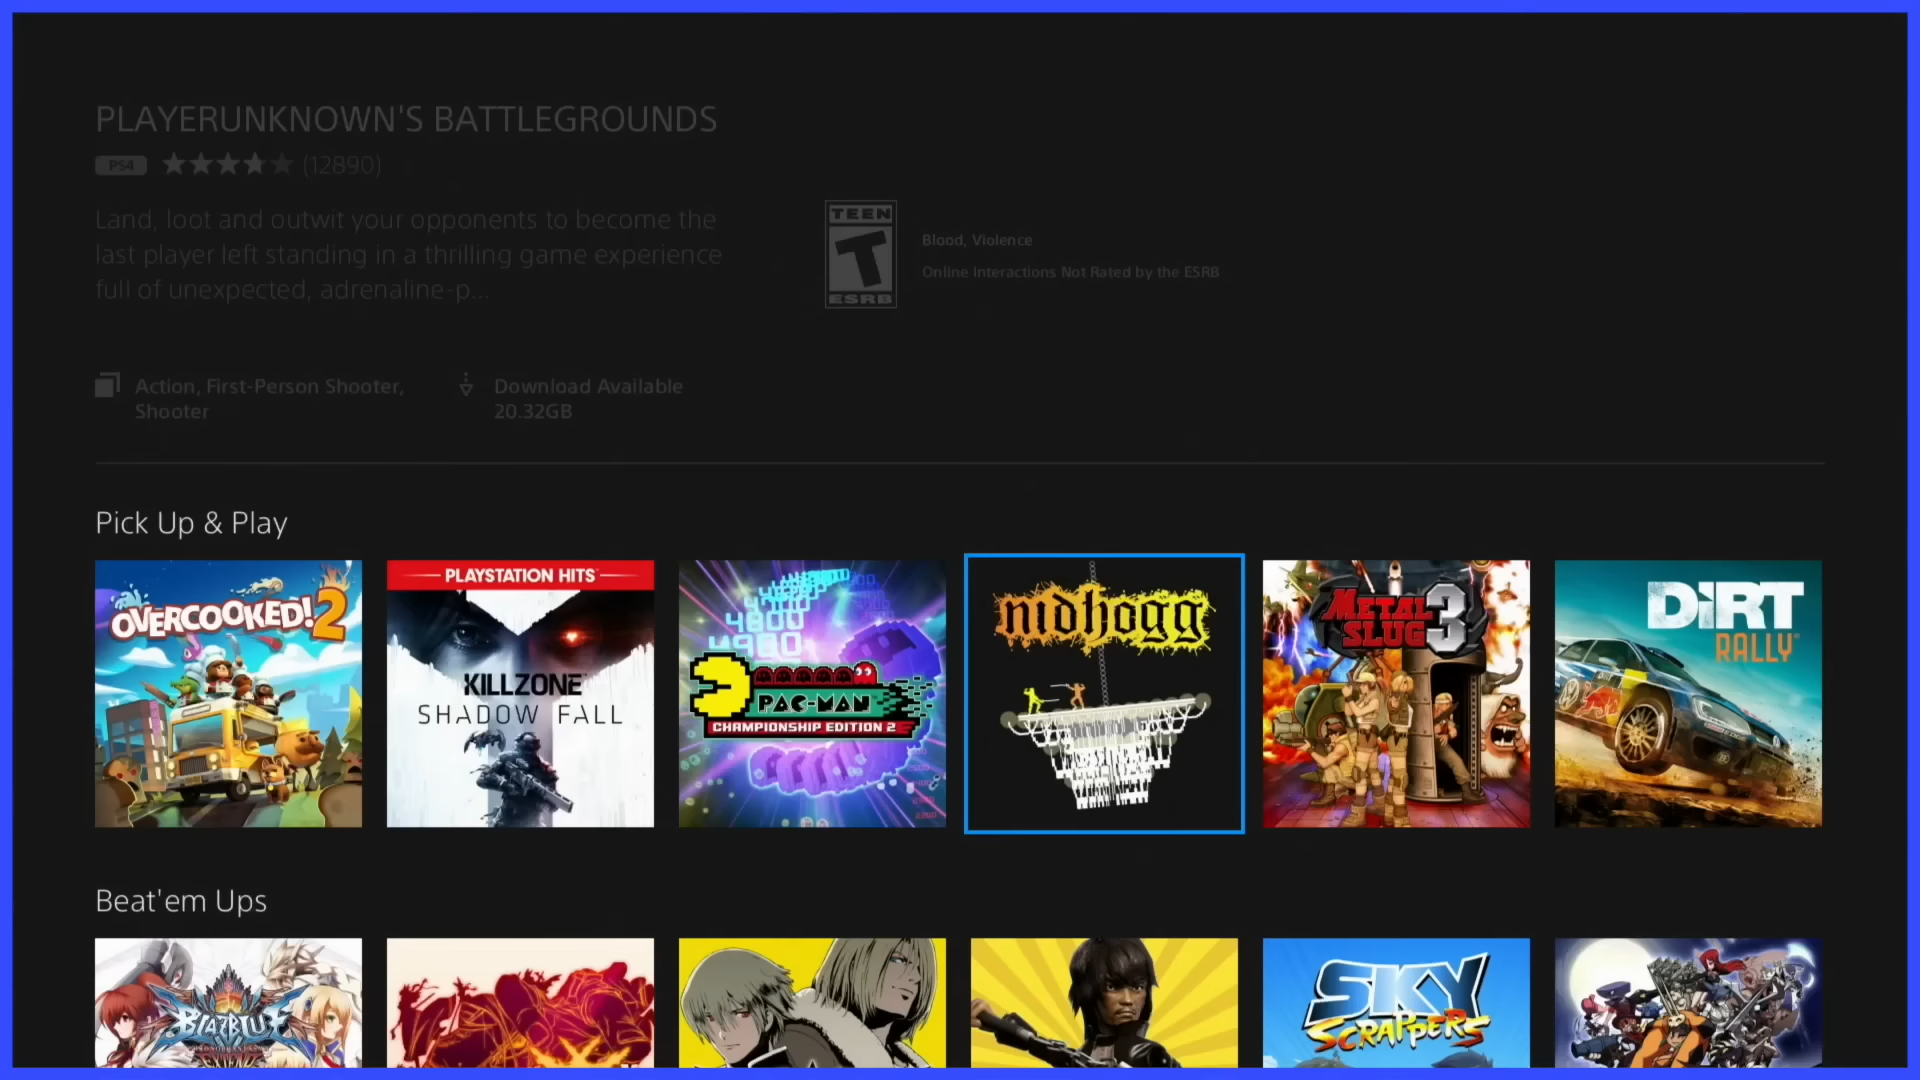 PLAYERUNKNOWN'S BATTLEGROUNDS
PS4 (12890)
Land, loot and outwit your opponents to become the
last player left standing in a thrilling game experience
full of unexpected, adrenaline-p...
TEEN
T
ESRB
Blood, Violence
Online Interactions Not Rated by the ESRB
Action, First-Person Shooter,
Shooter
Download Available
20.32GB
Pick Up & Play
OVERCOOKED! 2
PLAYSTATION HITS
KILLZONE
SHADOW FALL
4800
4900
PAC-MAN
CHAMPIONSHIP EDITION 2
nidhogg
METAL
SLUG 3
DiRT
RALLY
Beat'em Ups
BLAZBLUE
EXTEND
SKY
SCRAPPERS